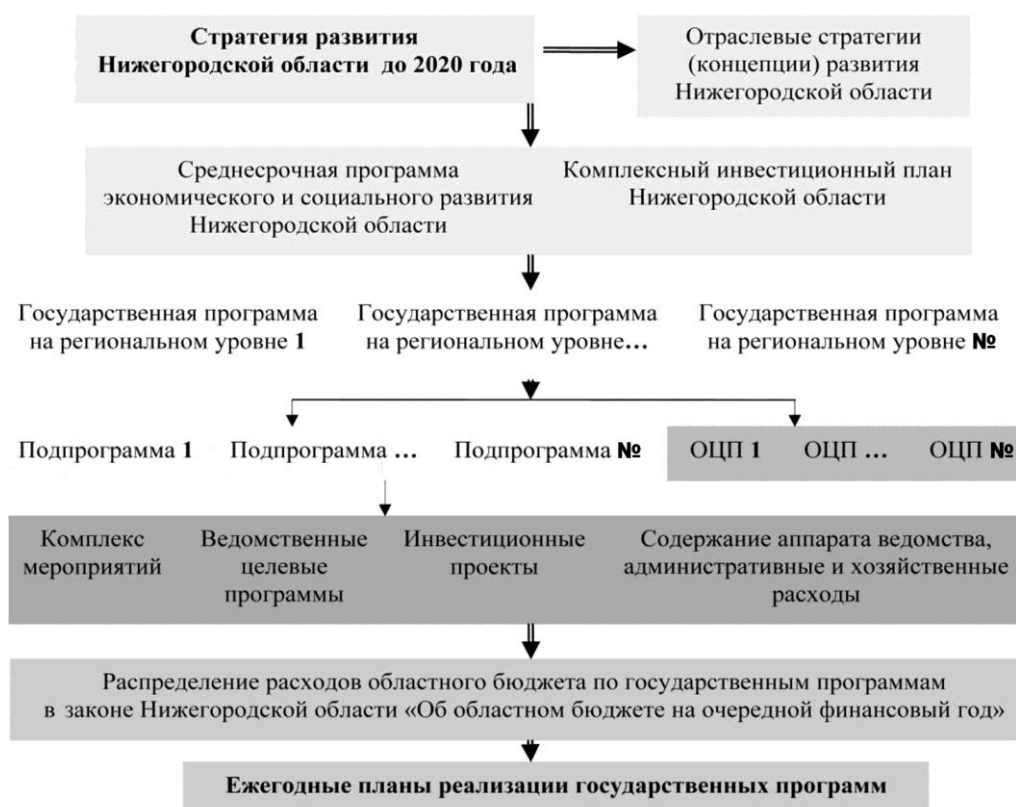 Стратегия развития
Нижегородской области до 2020 года
Отраслевые стратегии
(концепции) развития
Нижегородской области
Среднесрочная программа
экономического и социального развития
Нижегородской области
Комплексный инвестиционный план
Нижегородской области
Государственная программа
на региональном уровне 1
Государственная программа
на региональном уровне...
Государственная программа
на региональном уровне №
Подпрограмма 1
Подпрограмма ...
Подпрограмма №
ОЦП 1
ОЦП ...
ОЦП №
Комплекс
мероприятий
Ведомственные
целевые
программы
Инвестиционные
проекты
Содержание аппарата ведомства,
административные и хозяйственные
расходы
Распределение расходов областного бюджета по государственным программам
в законе Нижегородской области «Об областном бюджете на очередной финансовый год»
Ежегодные планы реализации государственных программ